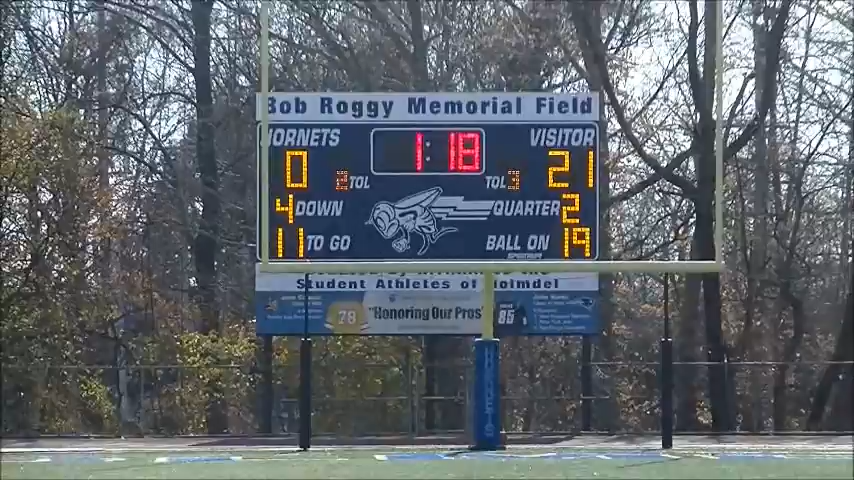 Bob Roggy Memorial Field
HORNETS 1:18 VISITOR
0 2 TOL TOL 3 21
4 DOWN QUARTER 2
11 TO GO BALL ON 19
SPECTRUM
Student Athletes of Holmdel
78 "Honoring Our Pros" 85